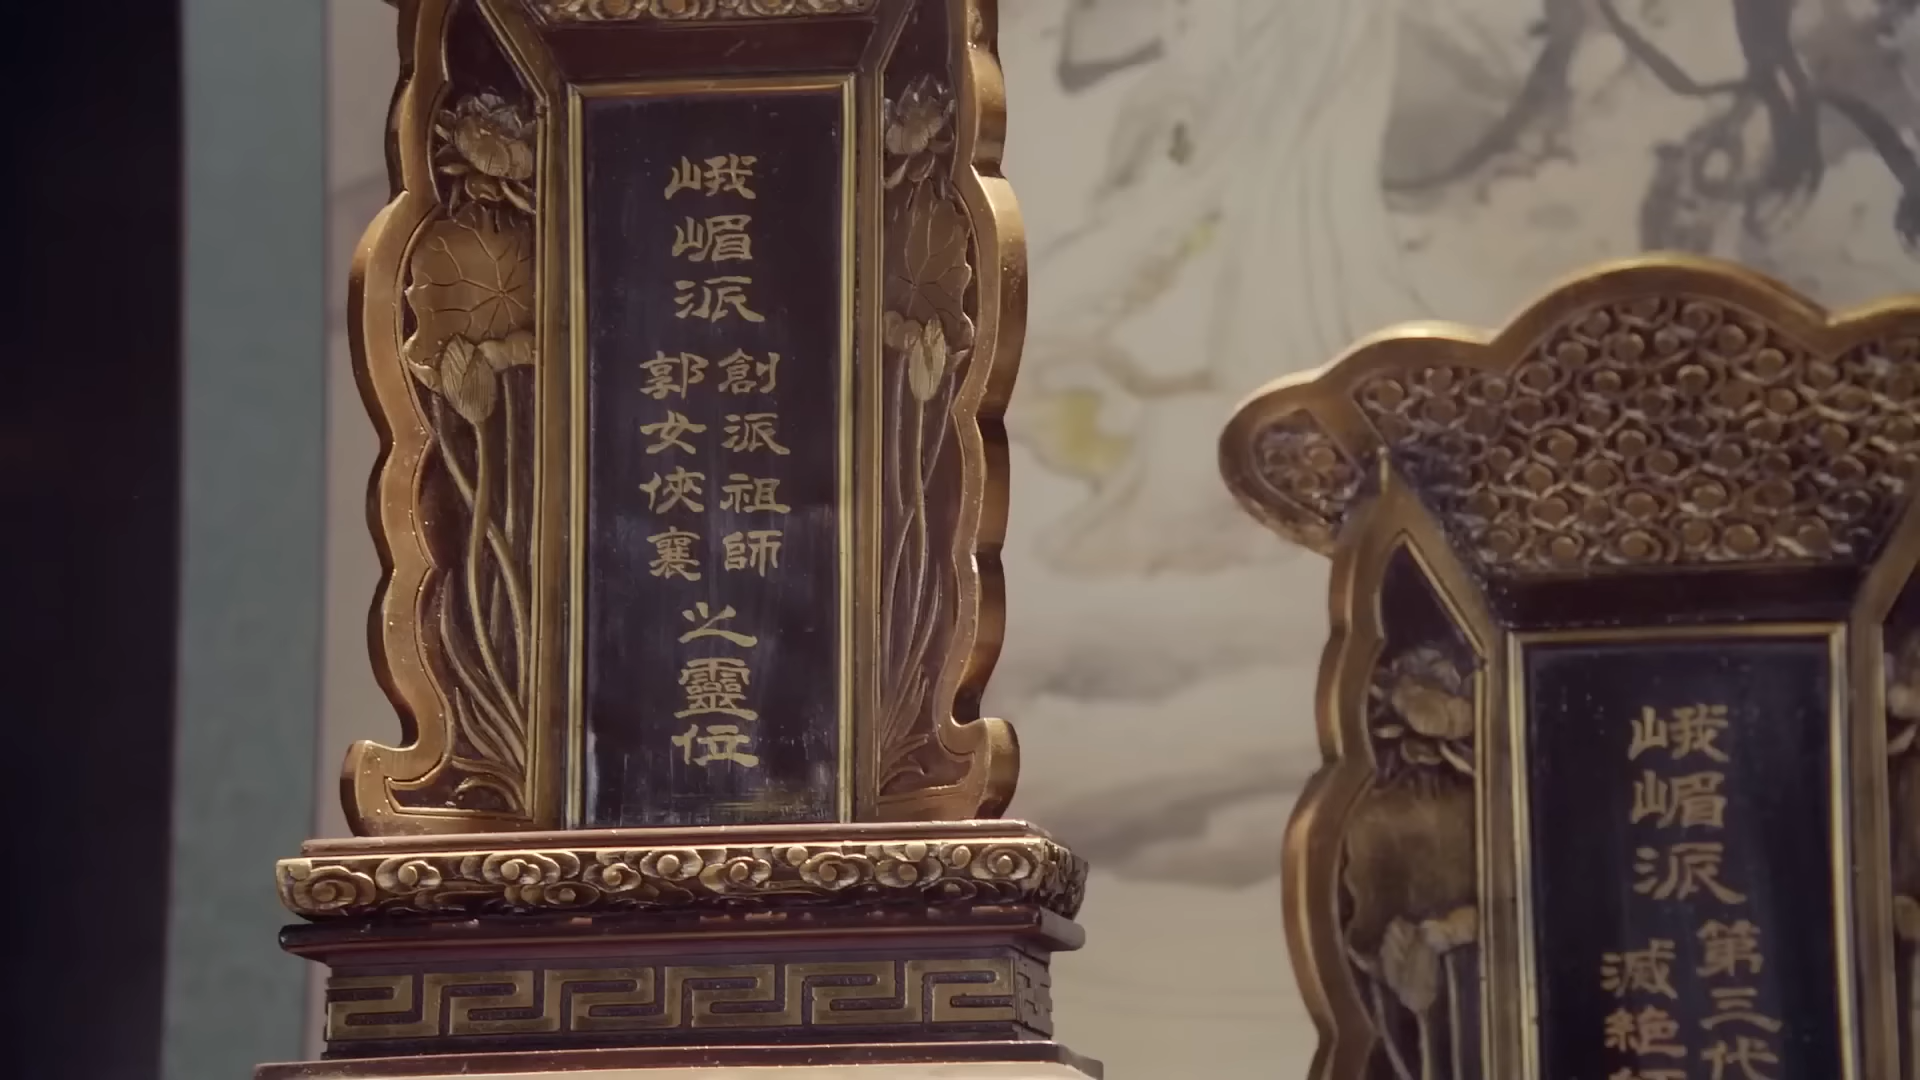 峨嵋派
創派祖師
郭女俠襄
之靈位
峨嵋派
第三代
滅絕師